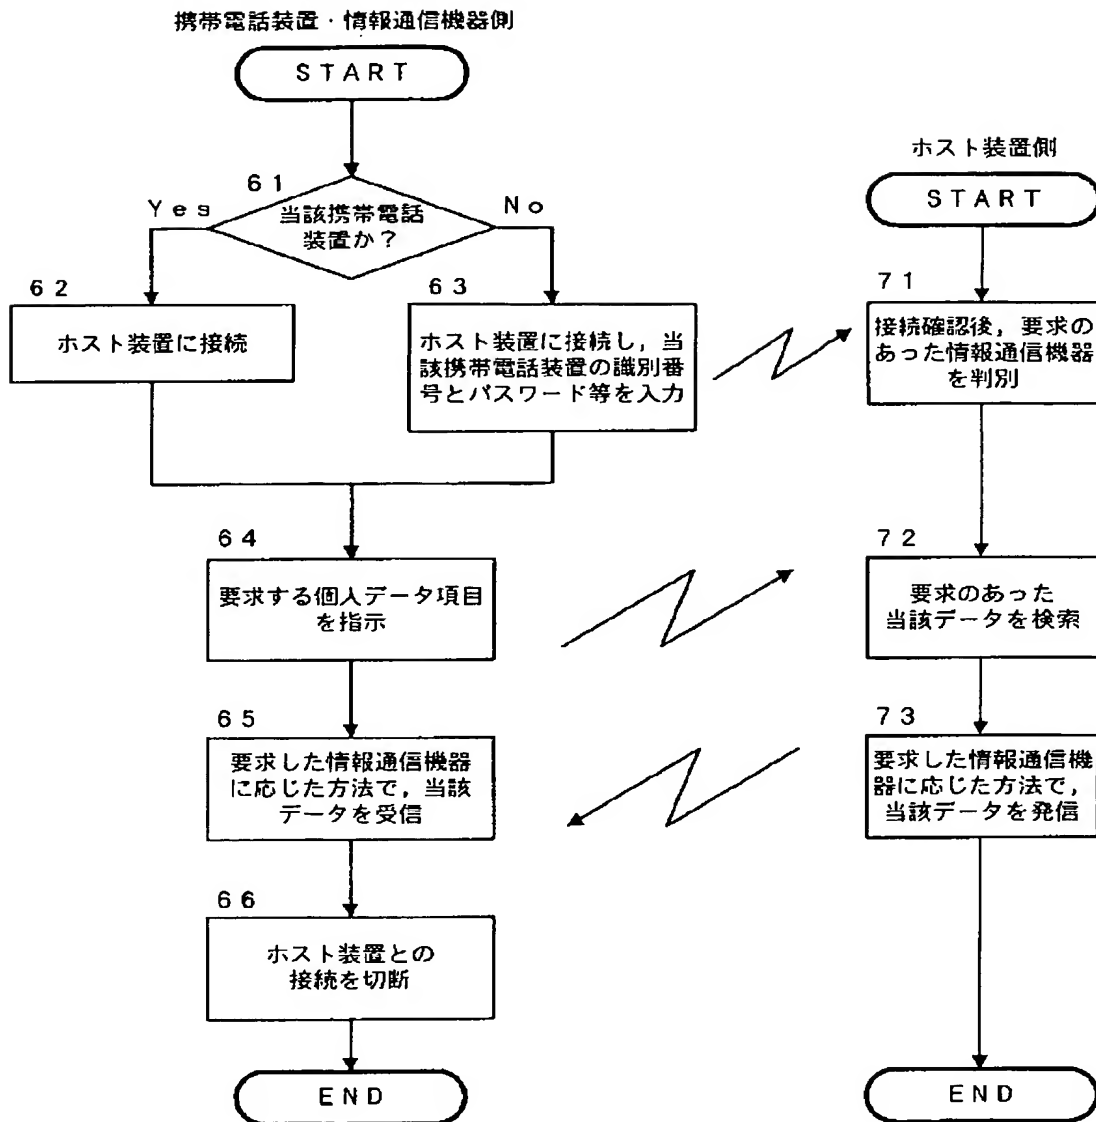 携帯電話装置・情報通信機器側
START
61
当該携帯電話
装置か？
Yes
No
62
ホスト装置に接続
63
ホスト装置に接続し，当
該携帯電話装置の識別番
号とパスワード等を入力
64
要求する個人データ項目
を指示
65
要求した情報通信機器
に応じた方法で，当該
データを受信
66
ホスト装置との
接続を切断
END
ホスト装置側
START
71
接続確認後，要求の
あった情報通信機器
を判別
72
要求のあった
当該データを検索
73
要求した情報通信機
器に応じた方法で，
当該データを発信
END